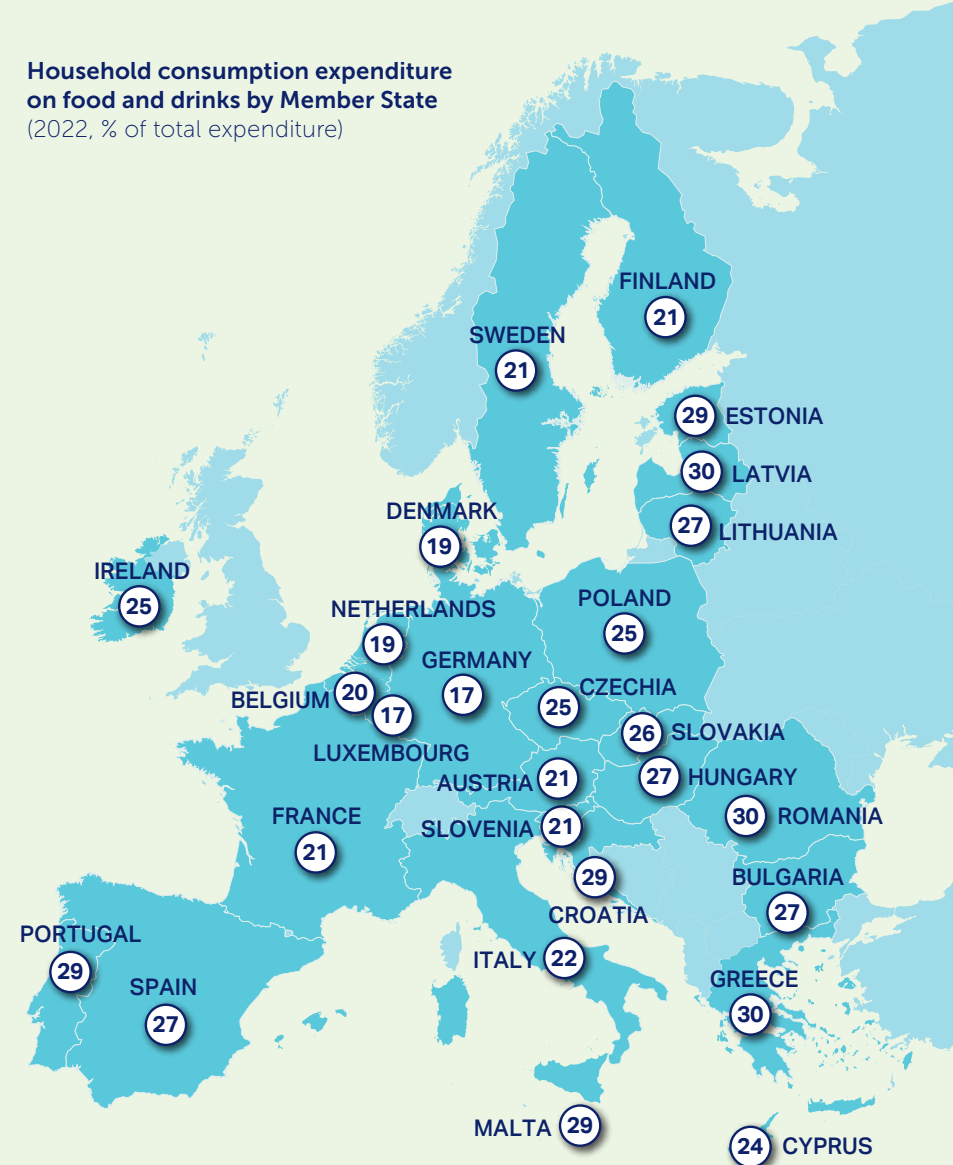 Household consumption expenditure
on food and drinks by Member State
(2022, % of total expenditure)
FINLAND
21
SWEDEN
21
29 ESTONIA
30 LATVIA
27 LITHUANIA
DENMARK
19
IRELAND
25
NETHERLANDS
19
POLAND
25
GERMANY
17
BELGIUM 20
17
LUXEMBOURG
CZECHIA
25
26 SLOVAKIA
AUSTRIA 21
27 HUNGARY
FRANCE
21
SLOVENIA 21
30 ROMANIA
29
CROATIA
BULGARIA
27
PORTUGAL
29
SPAIN
27
ITALY 22
GREECE
30
MALTA 29
24 CYPRUS